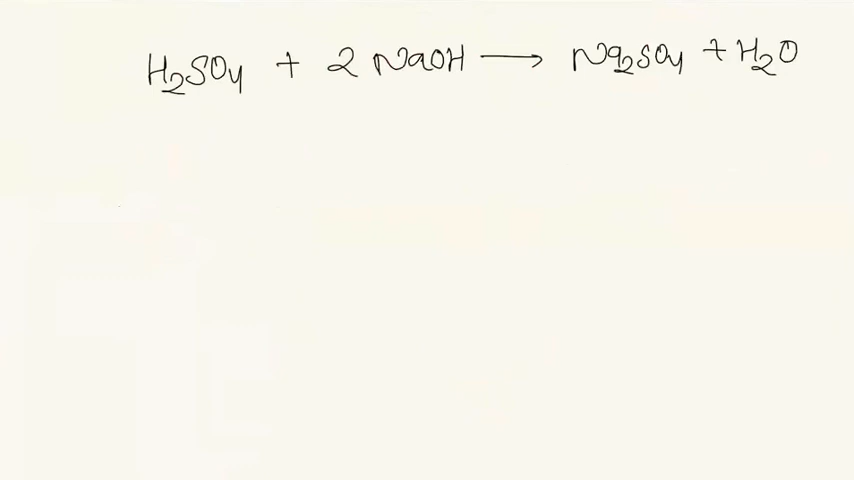 H₂SO₄ + 2 NaOH ⟶ Na₂SO₄ + H₂O